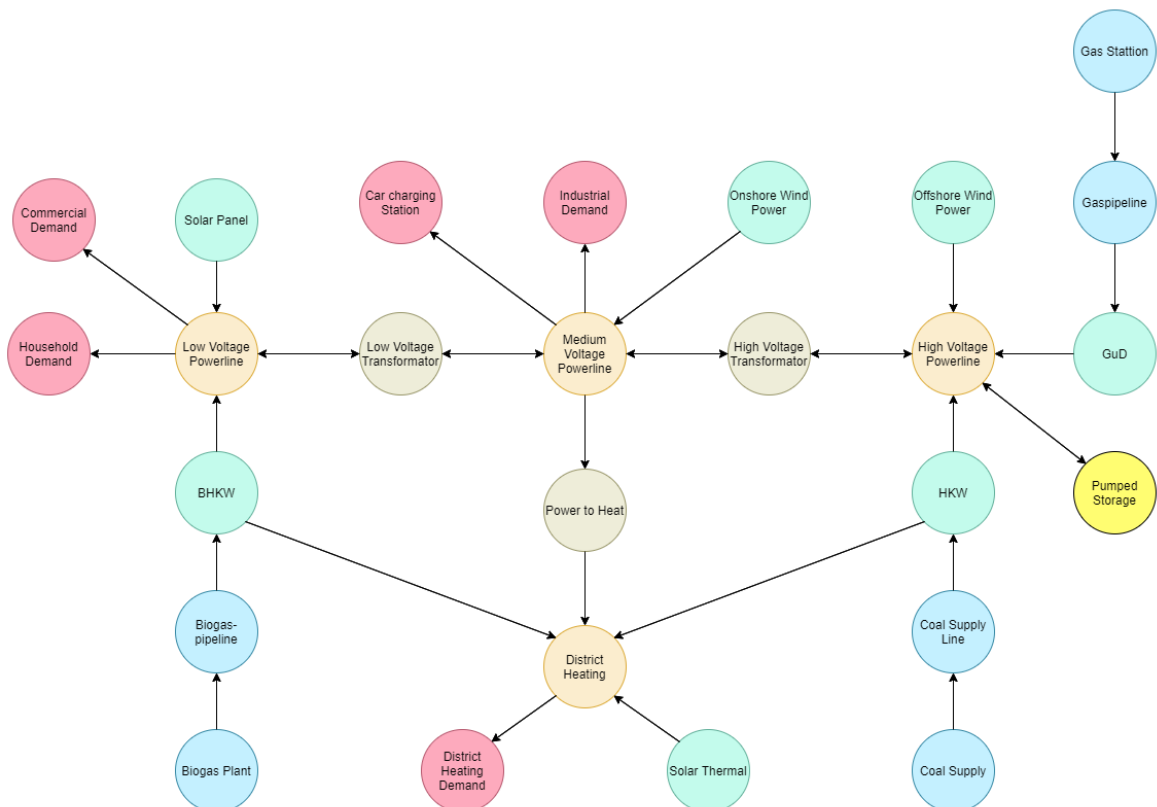 Gas Stattion
Commercial
Demand
Solar Panel
Car charging
Station
Industrial
Demand
Onshore Wind
Power
Offshore Wind
Power
Gaspipeline
Household
Demand
Low Voltage
Powerline
Low Voltage
Transformator
Medium
Voltage
Powerline
High Voltage
Transformator
High Voltage
Powerline
GuD
BHKW
Power to Heat
HKW
Pumped
Storage
Biogas-
pipeline
District
Heating
Coal Supply
Line
Biogas Plant
District
Heating
Demand
Solar Thermal
Coal Supply